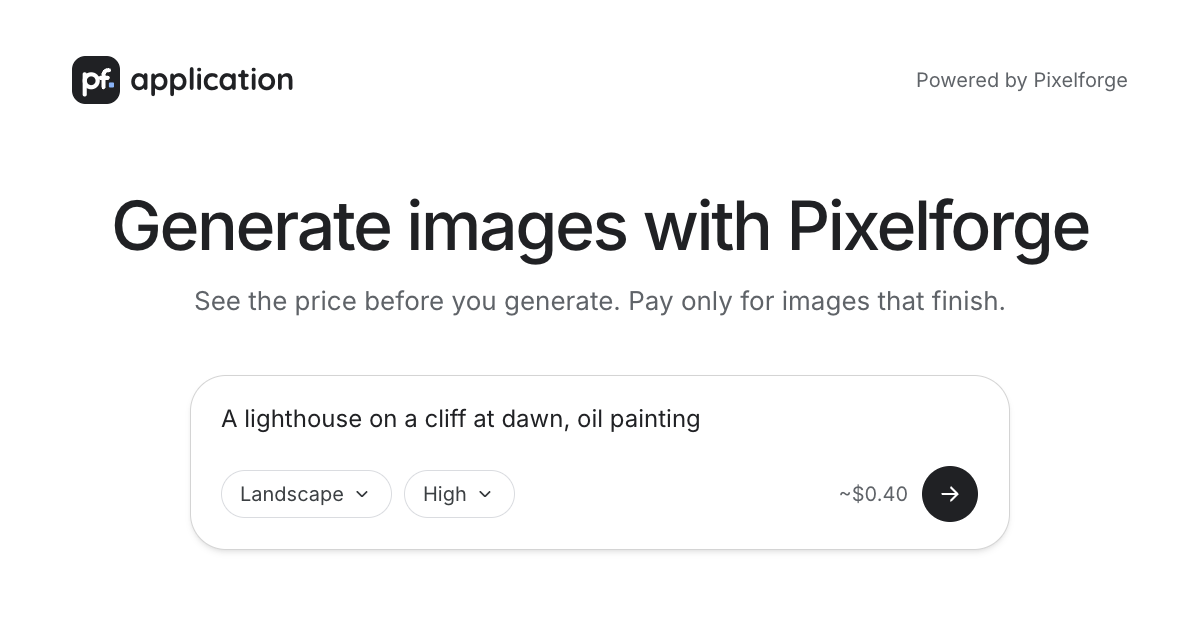 pf. application
Powered by Pixelforge
Generate images with Pixelforge
See the price before you generate. Pay only for images that finish.
A lighthouse on a cliff at dawn, oil painting
Landscape High ~$0.40